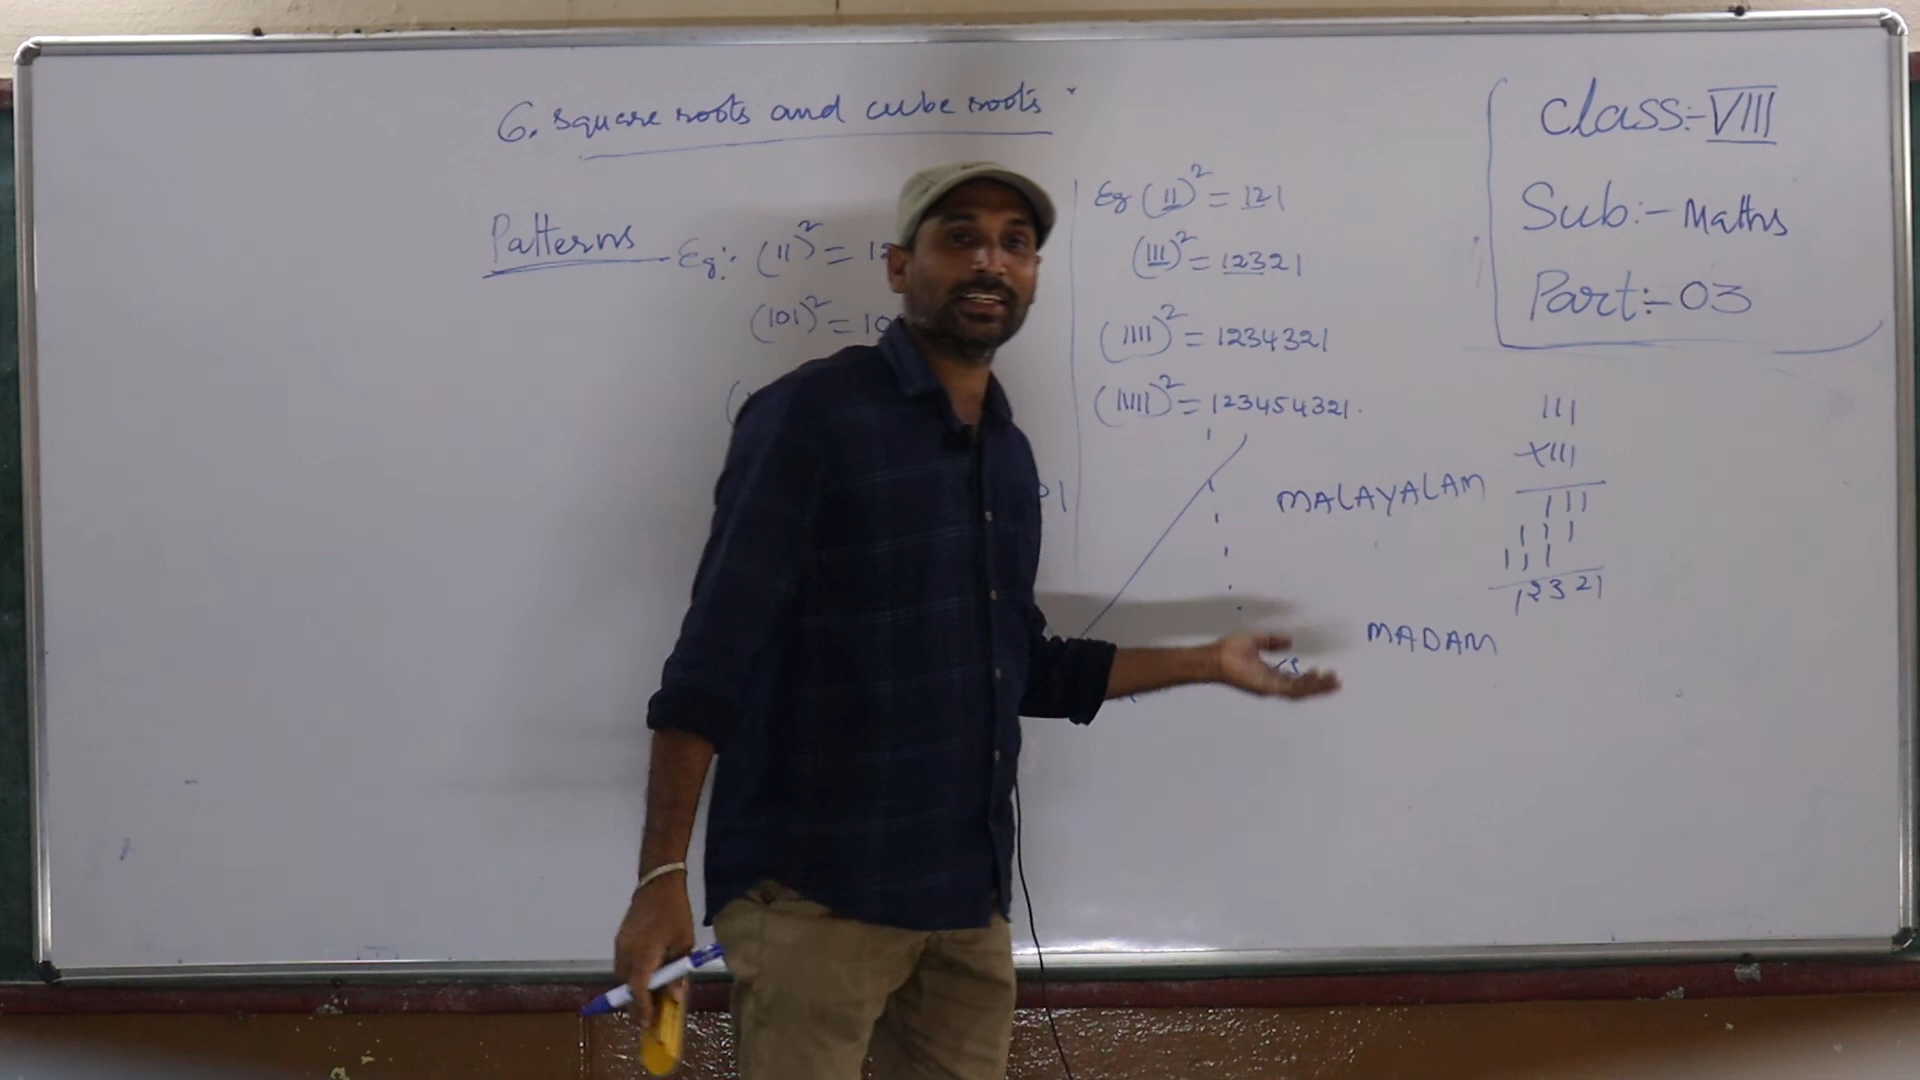 6. Square roots and cube roots
Patterns Eg:- (11)² = 12
(101)² = 10
Eg (11)² = 121
(111)² = 12321
(1111)² = 1234321
(11111)² = 123454321.
MALAYALAM
MADAM
111
×111
111
111
111
12321
Class:- VIII
Sub:- Maths
Part:- 03